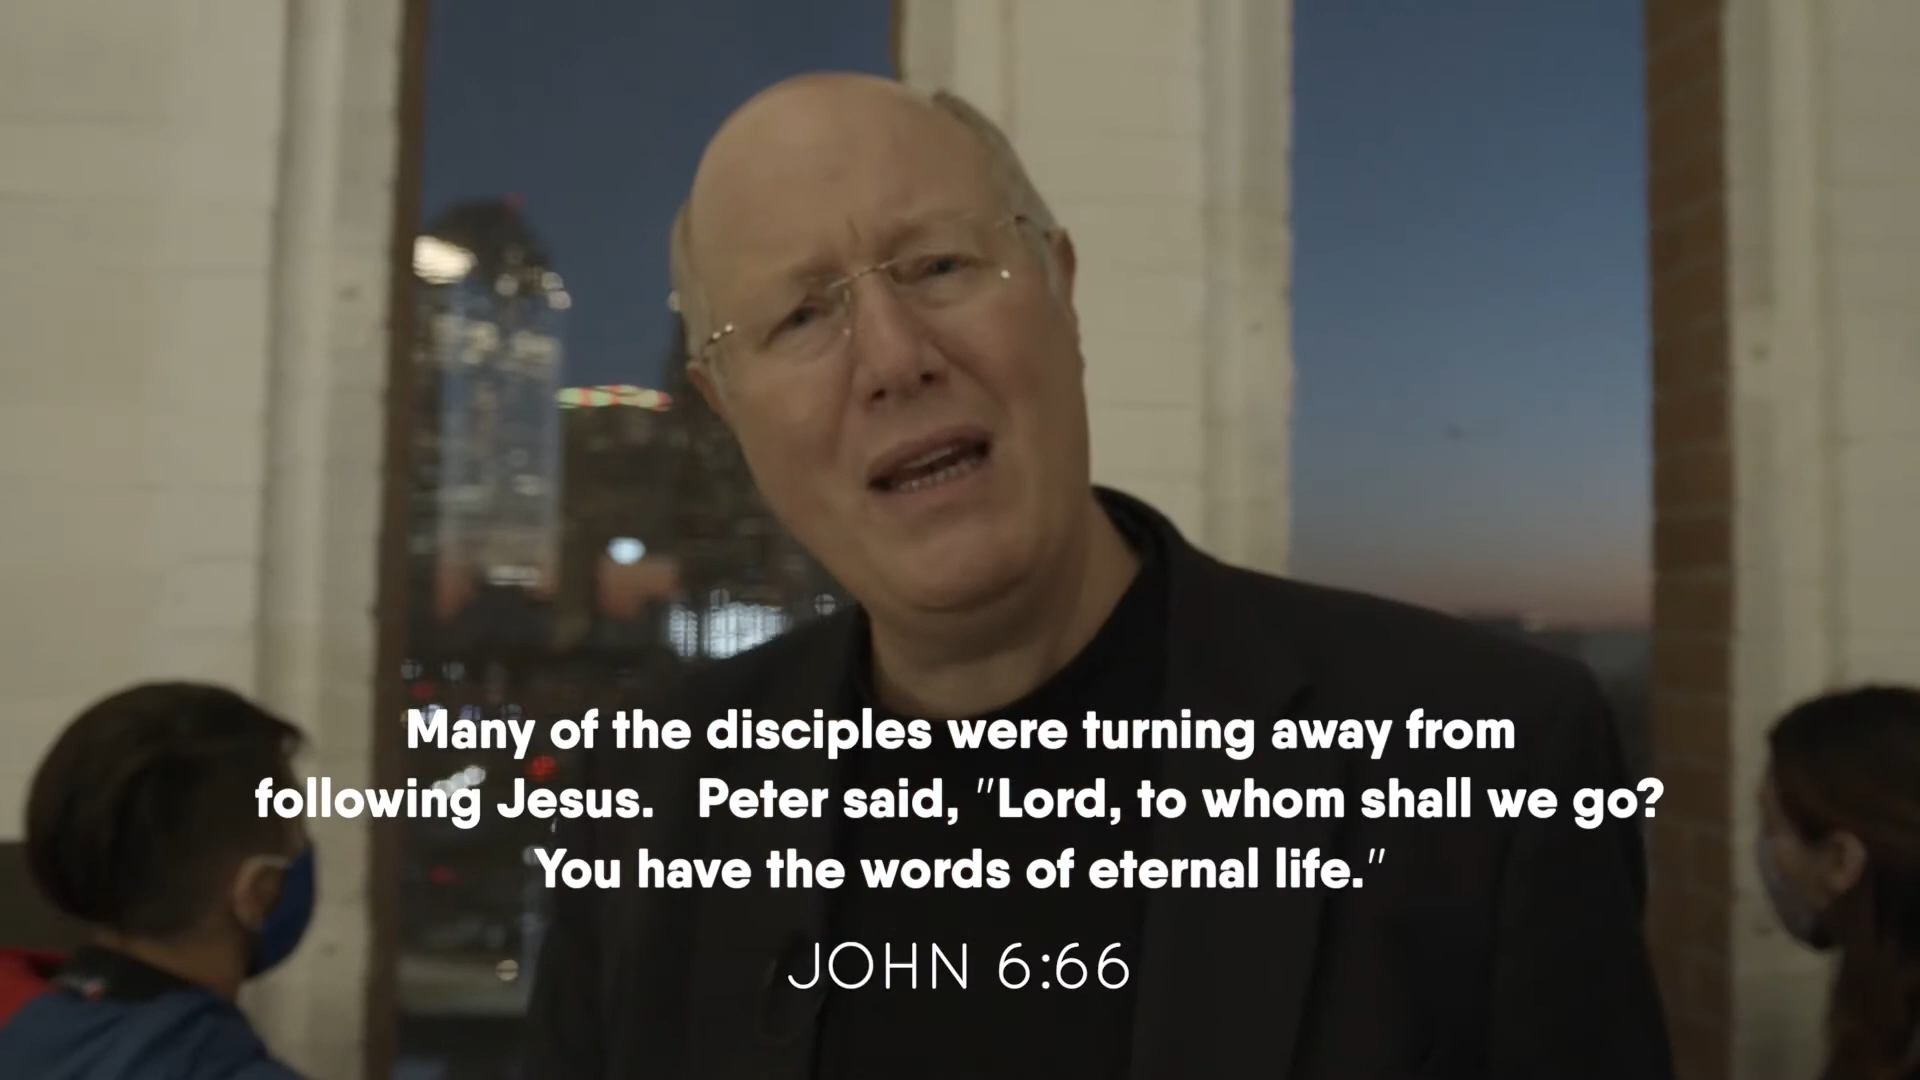 Many of the disciples were turning away from
following Jesus.   Peter said, "Lord, to whom shall we go?
You have the words of eternal life."
JOHN 6:66